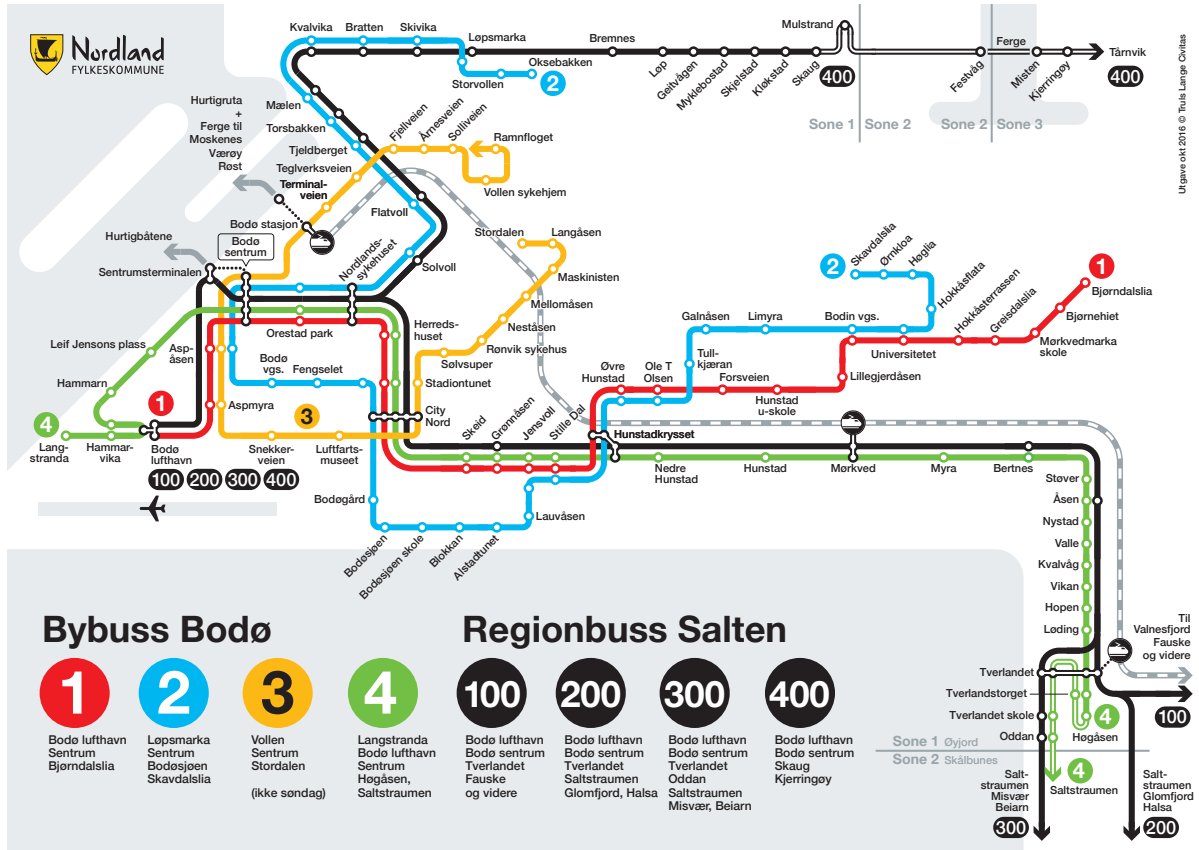 Nordland
FYLKESKOMMUNE
Kvalvika
Bratten
Skivika
Løpsmarka
Oksebakken
Storvollen
2
Bremnes
Løp
Geitvågen
Myklebostad
Skjelstad
Kløkstad
Skaug
Mulstrand
400
Festvåg
Ferge
Misten
Kjerringøy
Tårnvik
400
Sone 1
Sone 2
Sone 2
Sone 3
Utgave okt 2016 © Truls Lange Civitas
Hurtigruta
+
Ferge til
Moskenes
Værøy
Røst
Mælen
Torsbakken
Tjeldberget
Teglverksveien
Terminal-
veien
Bodø stasjon
Fjellveien
Årnesveien
Solliveien
Ramnfloget
Vollen sykehjem
Flatvoll
Solvoll
Nordlands-
sykehuset
Hurtigbåtene
Bodø
sentrum
Sentrumsterminalen
Stordalen
Langåsen
Maskinisten
Mellomåsen
Neståsen
Rønvik sykehus
Sølvsuper
Stadiontunet
Orestad park
Herreds-
huset
Leif Jensons plass
Asp-
åsen
Hammarn
Bodø
vgs.
Fengselet
Aspmyra
City
Nord
1
3
4
Lang-
stranda
Hammar-
vika
Bodø
lufthavn
100
200
300
400
Snekker-
veien
Luftfarts-
museet
Bodøgård
Bodøsjøen
Bodøsjøen skole
Blokkan
Alstadtunet
Lauvåsen
Skeid
Grønnåsen
Jensvoll
Stille Dal
Hunstadkrysset
Øvre
Hunstad
Ole T
Olsen
Tull-
kjæran
Galnåsen
Limyra
Bodin vgs.
2
Skavdalslia
Ørnkloa
Høglia
Hokkåsflata
Hokkåsterrassen
Greisdalslia
1
Bjørndalslia
Bjørnehiet
Mørkvedmarka
skole
Universitetet
Lillegjerdåsen
Forsveien
Hunstad
u-skole
Nedre
Hunstad
Hunstad
Mørkved
Myra
Bertnes
Støver
Åsen
Nystad
Valle
Kvalvåg
Vikan
Hopen
Løding
Tverlandet
Tverlandstorget
Tverlandet skole
Oddan
4
Høgåsen
Til
Valnesfjord
Fauske
og videre
100
Sone 1 Øyjord
Sone 2 Skålbunes
Salt-
straumen
Misvær
Beiarn
300
4
Saltstraumen
Salt-
straumen
Glomfjord
Halsa
200
Bybuss Bodø
Regionbuss Salten
1
2
3
4
100
200
300
400
Bodø lufthavn
Sentrum
Bjørndalslia
Løpsmarka
Sentrum
Bodøsjøen
Skavdalslia
Vollen
Sentrum
Stordalen
(ikke søndag)
Langstranda
Bodø lufthavn
Sentrum
Høgåsen,
Saltstraumen
Bodø lufthavn
Bodø sentrum
Tverlandet
Fauske
og videre
Bodø lufthavn
Bodø sentrum
Tverlandet
Saltstraumen
Glomfjord, Halsa
Bodø lufthavn
Bodø sentrum
Tverlandet
Oddan
Saltstraumen
Misvær, Beiarn
Bodø lufthavn
Bodø sentrum
Skaug
Kjerringøy